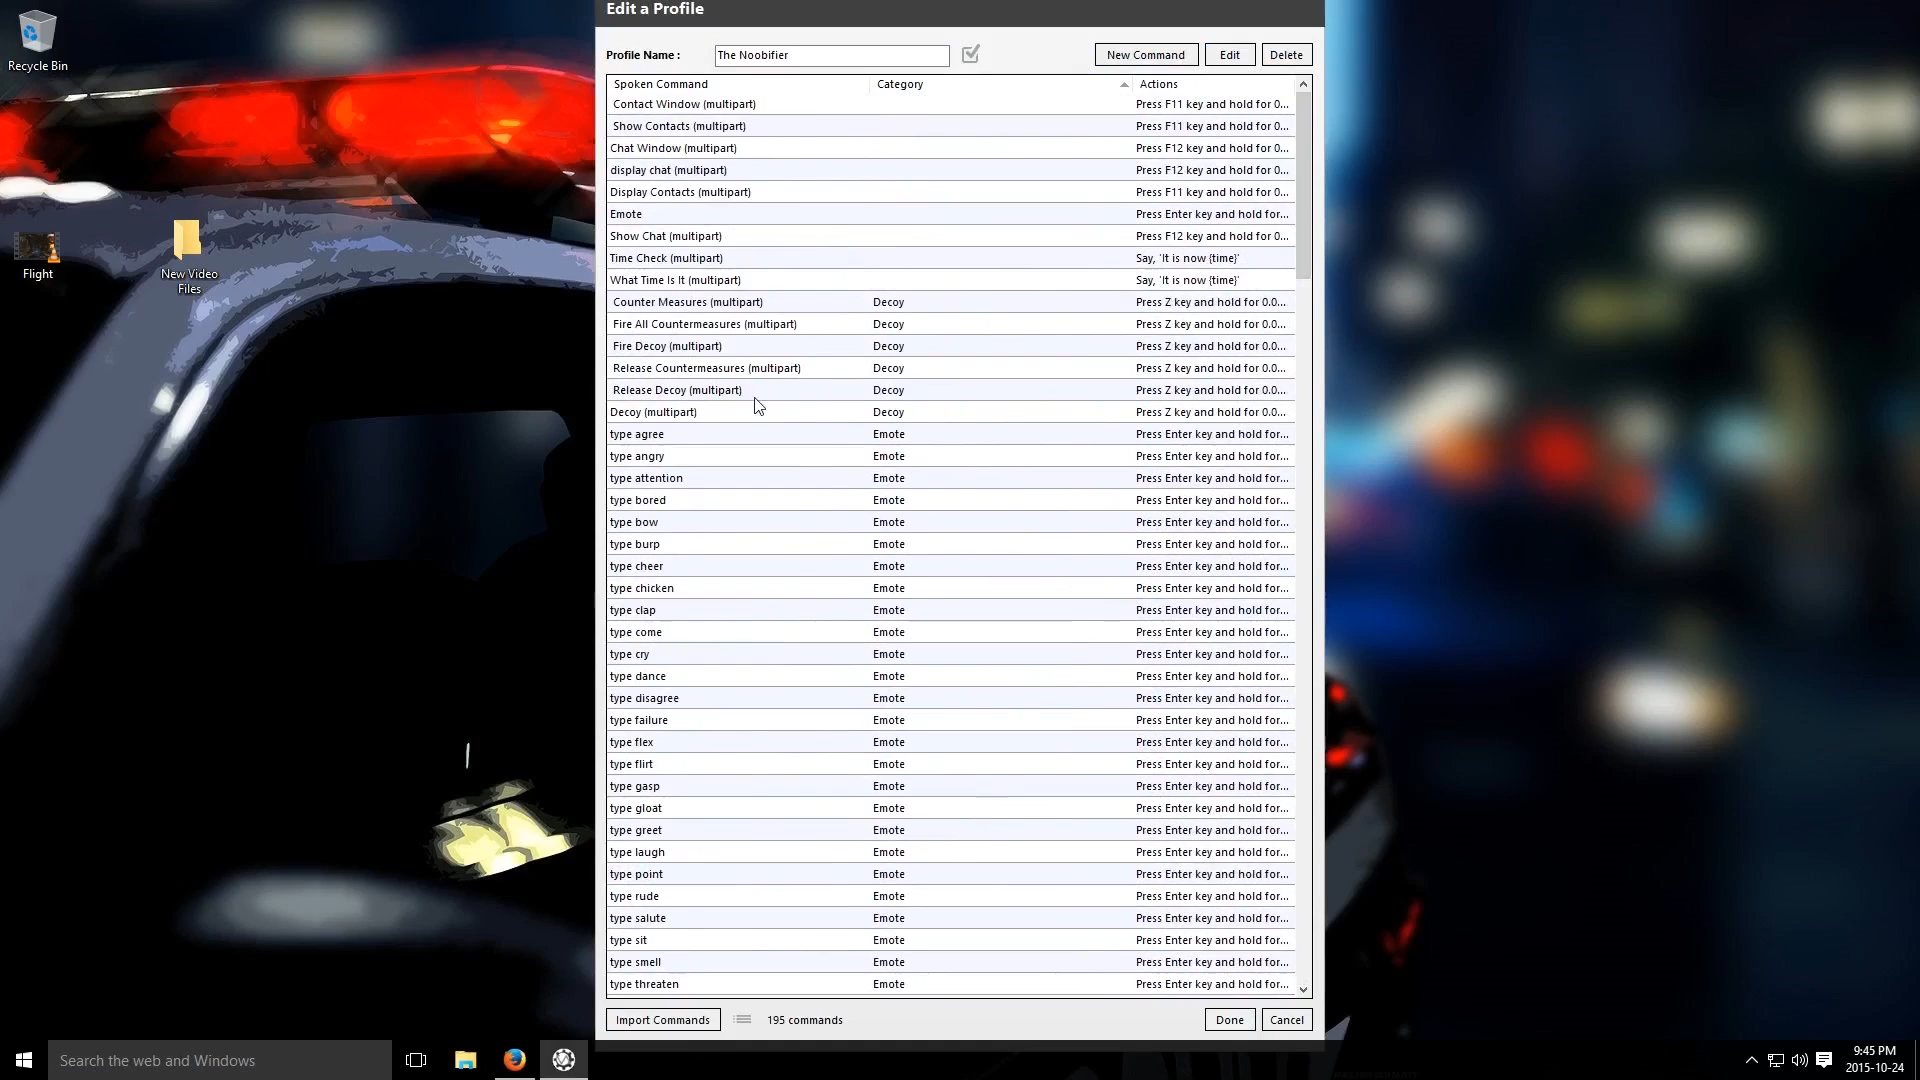 Edit a Profile
Recycle Bin
Flight
New Video
Files
Profile Name :
The Noobifier
New Command
Edit
Delete
Spoken Command Category Actions
Contact Window (multipart) Press F11 key and hold for 0...
Show Contacts (multipart) Press F11 key and hold for 0...
Chat Window (multipart) Press F12 key and hold for 0...
display chat (multipart) Press F12 key and hold for 0...
Display Contacts (multipart) Press F11 key and hold for 0...
Emote Press Enter key and hold for...
Show Chat (multipart) Press F12 key and hold for 0...
Time Check (multipart) Say, 'It is now {time}'
What Time Is It (multipart) Say, 'It is now {time}'
Counter Measures (multipart) Decoy Press Z key and hold for 0.0...
Fire All Countermeasures (multipart) Decoy Press Z key and hold for 0.0...
Fire Decoy (multipart) Decoy Press Z key and hold for 0.0...
Release Countermeasures (multipart) Decoy Press Z key and hold for 0.0...
Release Decoy (multipart) Decoy Press Z key and hold for 0.0...
Decoy (multipart) Decoy Press Z key and hold for 0.0...
type agree Emote Press Enter key and hold for...
type angry Emote Press Enter key and hold for...
type attention Emote Press Enter key and hold for...
type bored Emote Press Enter key and hold for...
type bow Emote Press Enter key and hold for...
type burp Emote Press Enter key and hold for...
type cheer Emote Press Enter key and hold for...
type chicken Emote Press Enter key and hold for...
type clap Emote Press Enter key and hold for...
type come Emote Press Enter key and hold for...
type cry Emote Press Enter key and hold for...
type dance Emote Press Enter key and hold for...
type disagree Emote Press Enter key and hold for...
type failure Emote Press Enter key and hold for...
type flex Emote Press Enter key and hold for...
type flirt Emote Press Enter key and hold for...
type gasp Emote Press Enter key and hold for...
type gloat Emote Press Enter key and hold for...
type greet Emote Press Enter key and hold for...
type laugh Emote Press Enter key and hold for...
type point Emote Press Enter key and hold for...
type rude Emote Press Enter key and hold for...
type salute Emote Press Enter key and hold for...
type sit Emote Press Enter key and hold for...
type smell Emote Press Enter key and hold for...
type threaten Emote Press Enter key and hold for...
Import Commands
195 commands
Done
Cancel
Search the web and Windows
9:45 PM
2015-10-24